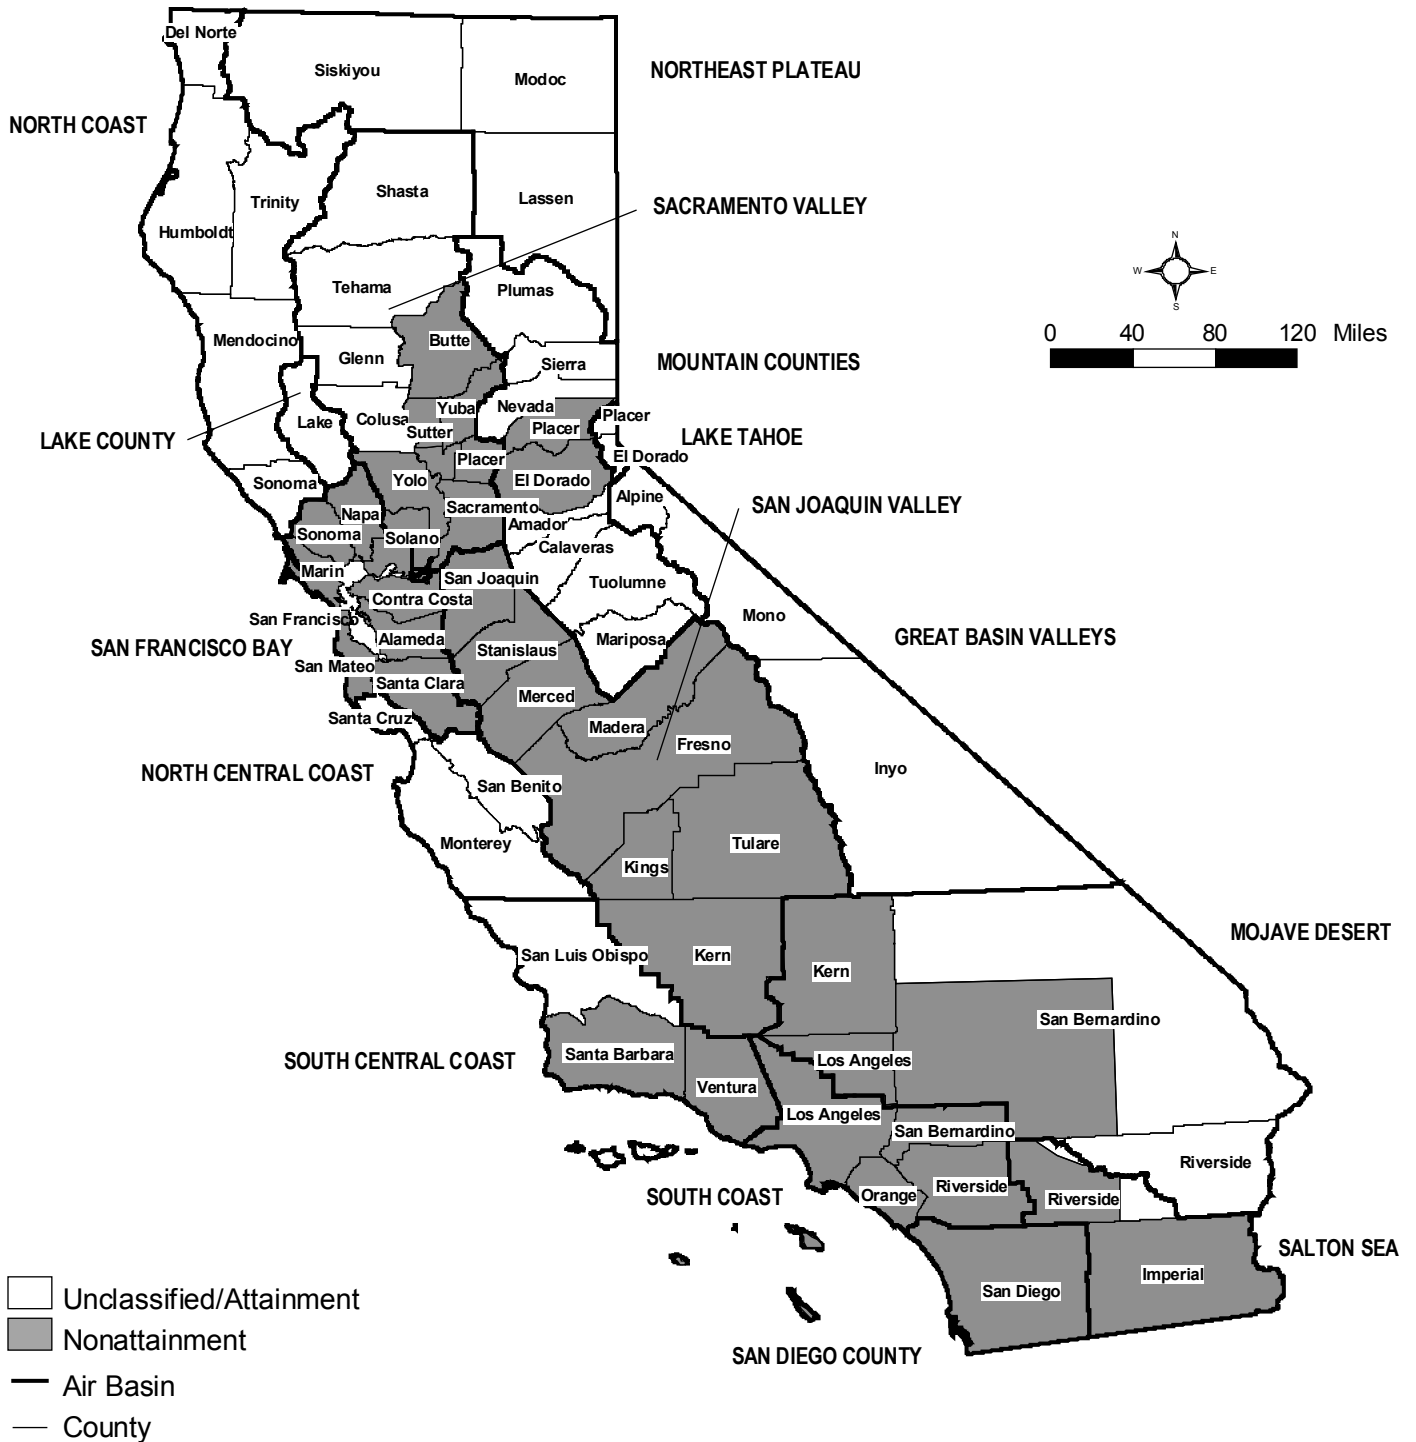 Del Norte
Siskiyou
Modoc
NORTHEAST PLATEAU
NORTH COAST
Trinity
Shasta
Lassen
SACRAMENTO VALLEY
Humboldt
N
W
E
S
Tehama
Plumas
Mendocino
Butte
0 40 80 120 Miles
Glenn
Sierra
MOUNTAIN COUNTIES
Yuba
Nevada
Placer
Colusa
Lake
Sutter
Placer
LAKE COUNTY
LAKE TAHOE
Placer
El Dorado
Sonoma
Yolo
El Dorado
Alpine
Napa
Sacramento
SAN JOAQUIN VALLEY
Sonoma
Solano
Amador
Calaveras
Marin
San Joaquin
Tuolumne
Contra Costa
San Francisco
Mono
Alameda
Mariposa
GREAT BASIN VALLEYS
SAN FRANCISCO BAY
Stanislaus
San Mateo
Santa Clara
Merced
Santa Cruz
Madera
Fresno
NORTH CENTRAL COAST
San Benito
Inyo
Monterey
Kings
Tulare
MOJAVE DESERT
San Luis Obispo
Kern
Kern
San Bernardino
SOUTH CENTRAL COAST
Santa Barbara
Los Angeles
Ventura
Los Angeles
San Bernardino
Riverside
SOUTH COAST
Orange
Riverside
Riverside
SALTON SEA
Imperial
San Diego
SAN DIEGO COUNTY
Unclassified/Attainment
Nonattainment
Air Basin
County